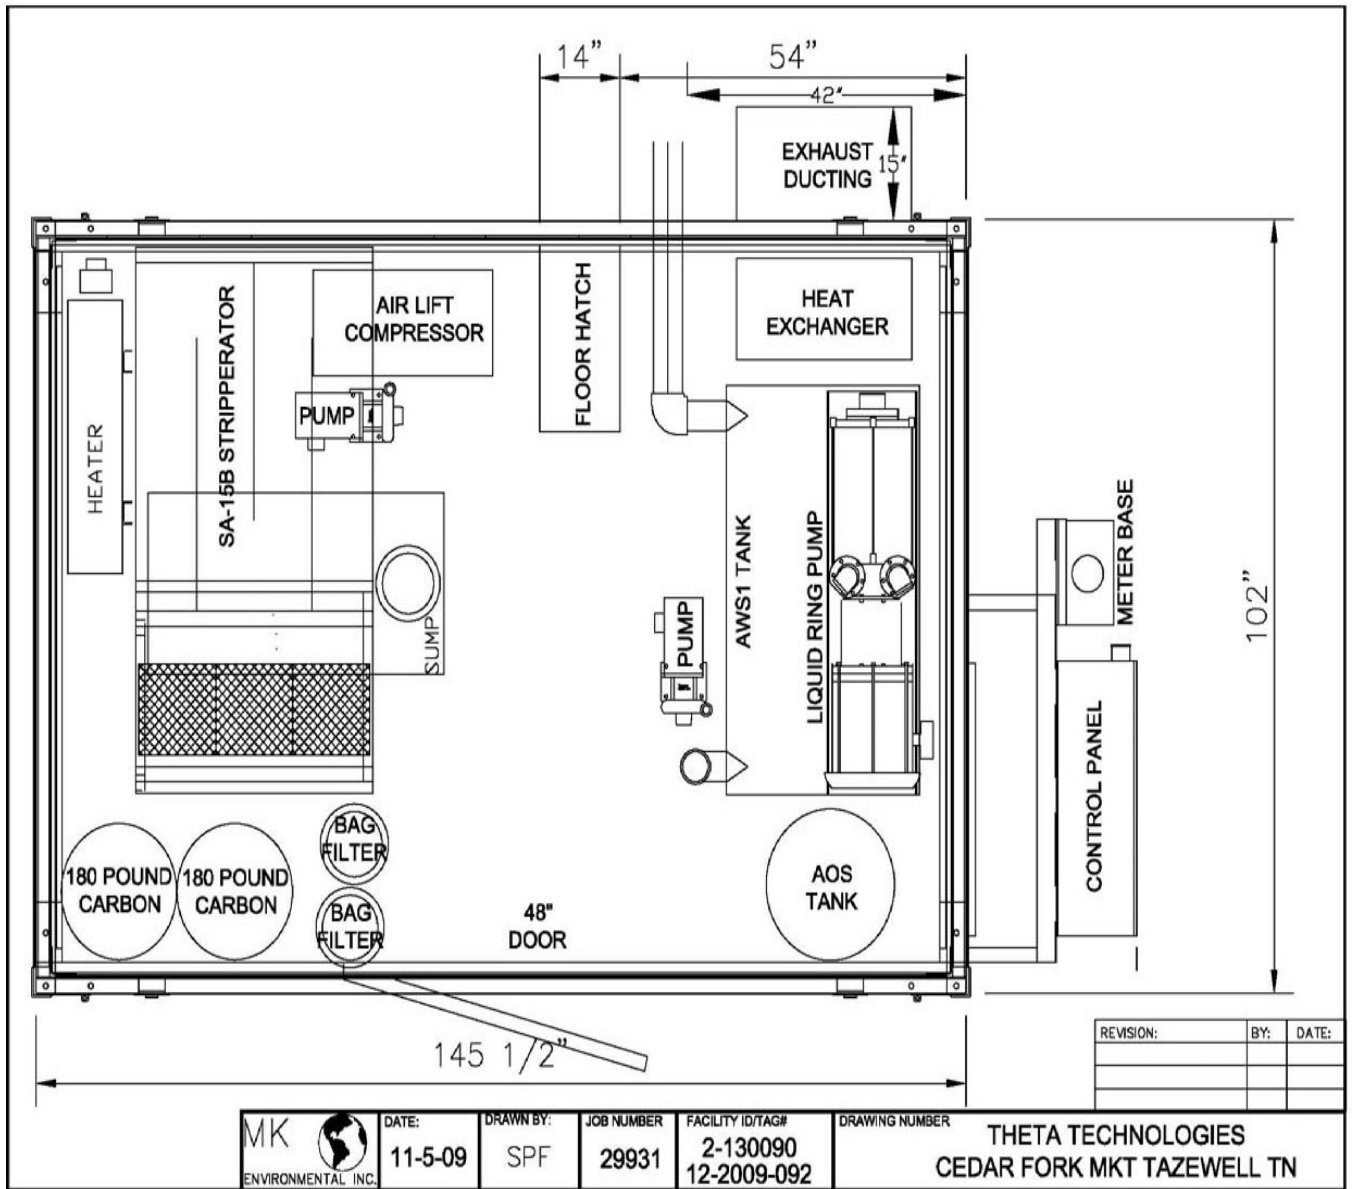 14" 54"
42"
EXHAUST
DUCTING
15"
HEATER
SA-15B STRIPPERATOR
AIR LIFT
COMPRESSOR
PUMP
FLOOR HATCH
HEAT
EXCHANGER
SUMP
PUMP
AWS1 TANK
LIQUID RING PUMP
METER BASE
CONTROL PANEL
102"
180 POUND
CARBON
180 POUND
CARBON
BAG
FILTER
BAG
FILTER
48"
DOOR
AOS
TANK
145 1/2"
REVISION: BY: DATE:
MK
ENVIRONMENTAL INC.
DATE:
11-5-09
DRAWN BY:
SPF
JOB NUMBER
29931
FACILITY ID/TAG#
2-130090
12-2009-092
DRAWING NUMBER
THETA TECHNOLOGIES
CEDAR FORK MKT TAZEWELL TN